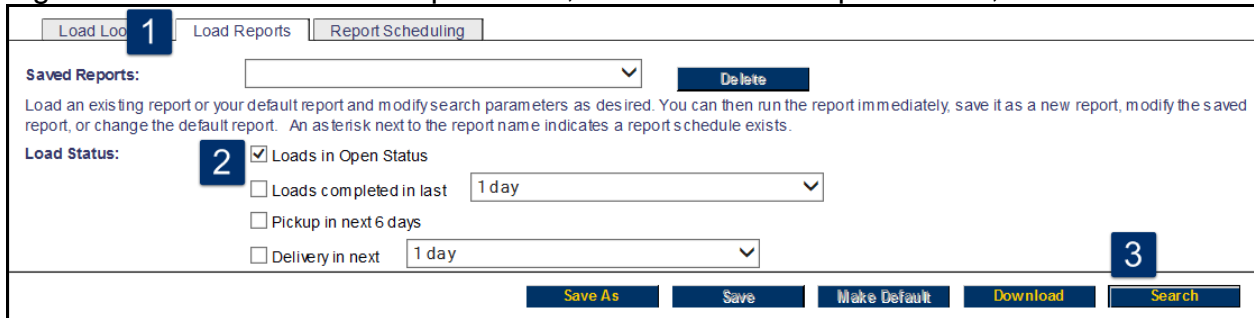 Load Loo 1 Load Reports Report Scheduling
Saved Reports: Delete
Load an existing report or your default report and modify search parameters as desired. You can then run the report immediately, save it as a new report, modify the saved
report, or change the default report. An asterisk next to the report name indicates a report schedule exists.
Load Status: 2 Loads in Open Status
Loads completed in last 1 day
Pickup in next 6 days
Delivery in next 1 day
3
Save As Save Make Default Download Search